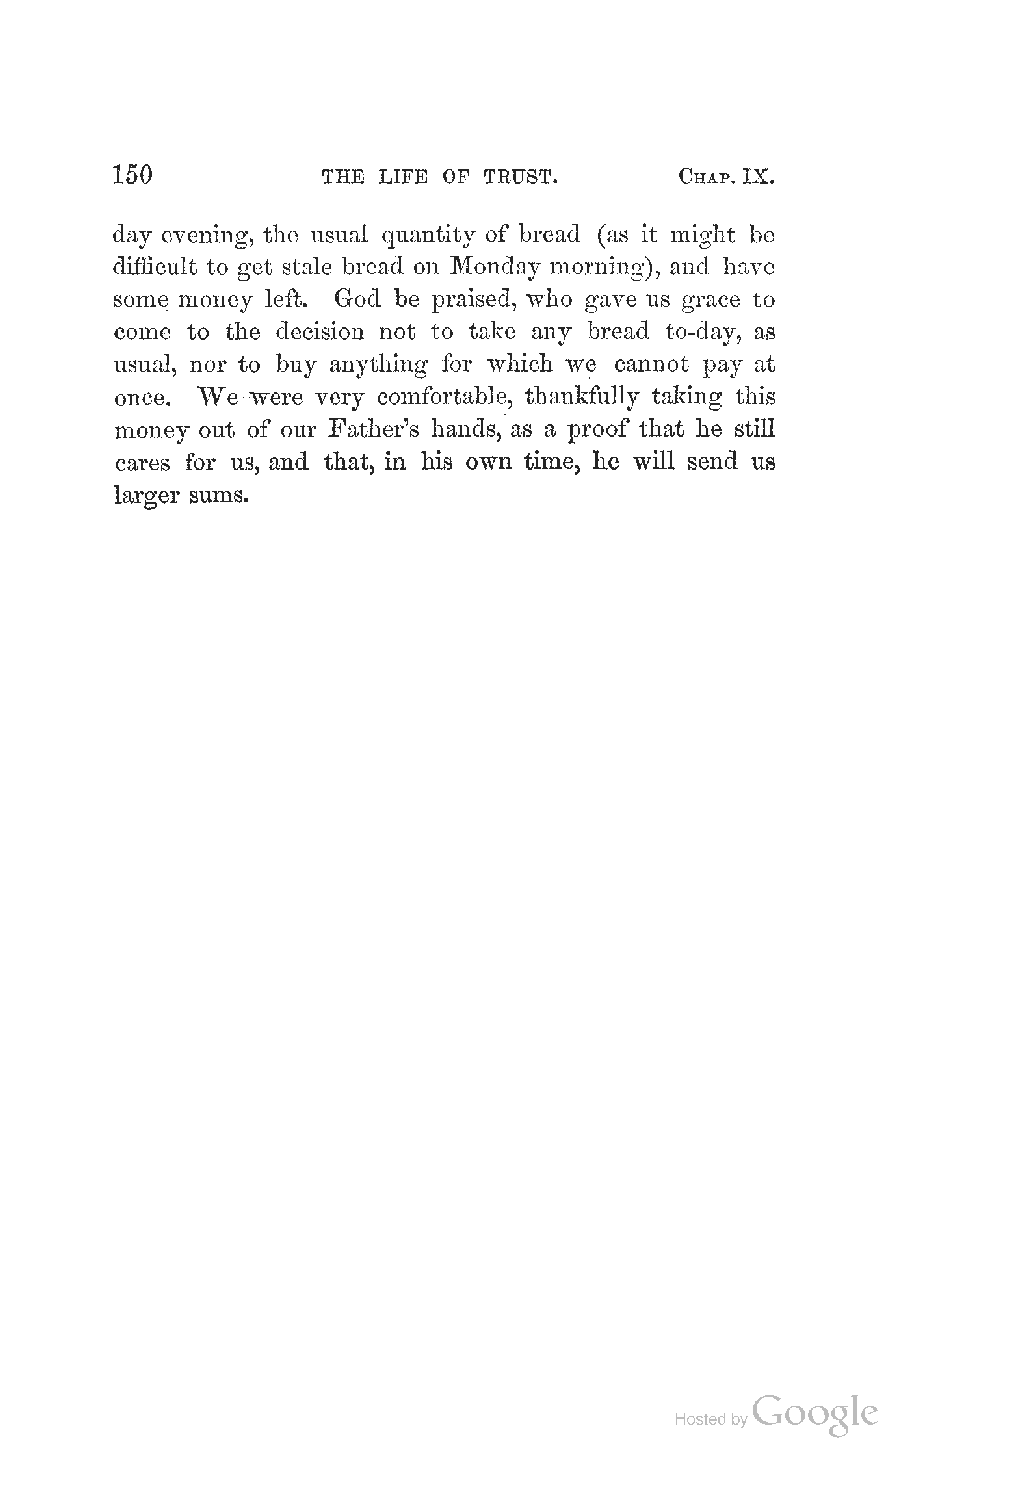 150 THE LIFE OF TRUST. CHAP. IX.
day evening, the usual quantity of bread (as it might be
difficult to get stale bread on Monday morning), and have
some money left. God be praised, who gave us grace to
come to the decision not to take any bread to-day, as
usual, nor to buy anything for which we cannot pay at
once. We were very comfortable, thankfully taking this
money out of our Father's hands, as a proof that he still
cares for us, and that, in his own time, he will send us
larger sums.
Hosted by Google